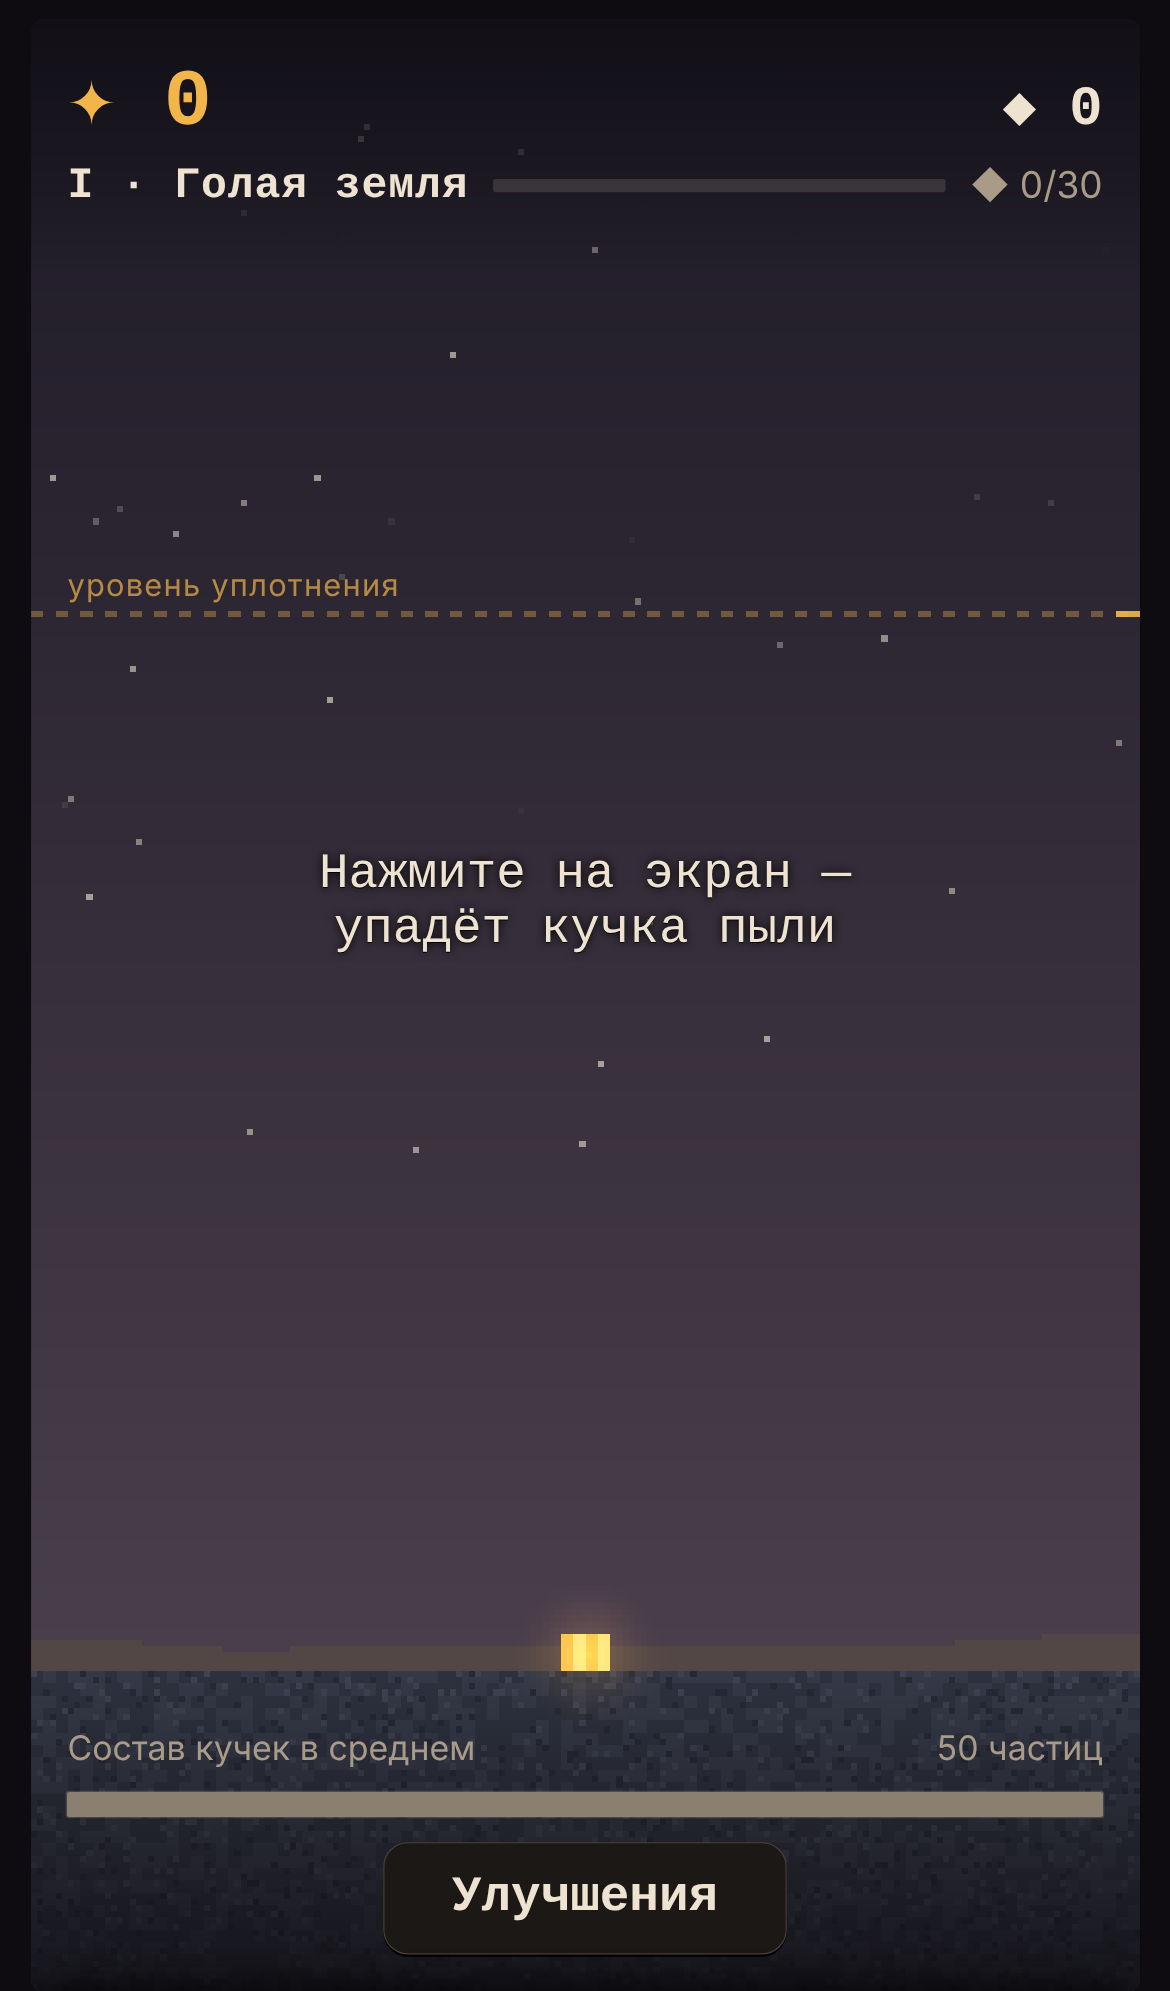 ✦ 0
◆ 0
I · Голая земля
◆ 0/30
уровень уплотнения
Нажмите на экран —
упадёт кучка пыли
Состав кучек в среднем
50 частиц
Улучшения